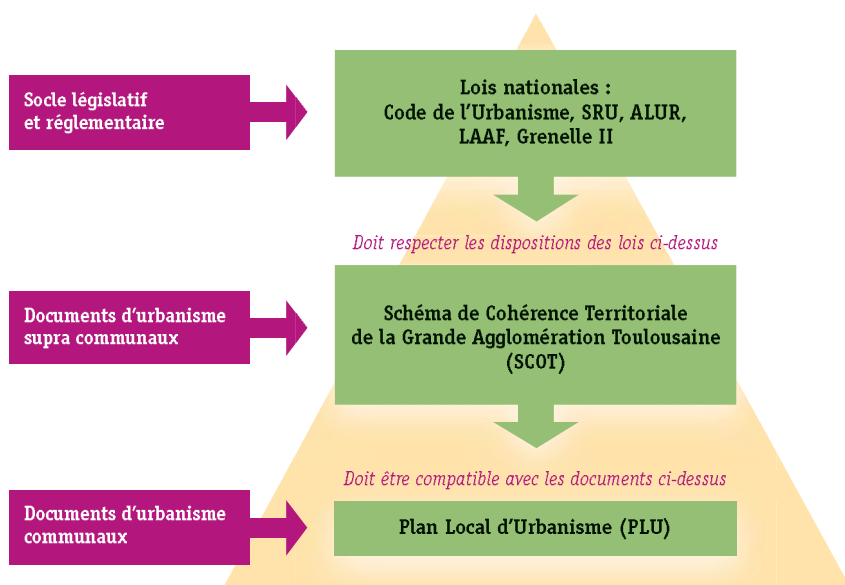 Socle législatif
et réglementaire
Lois nationales :
Code de l'Urbanisme, SRU, ALUR,
LAAF, Grenelle II
Doit respecter les dispositions des lois ci-dessus
Documents d'urbanisme
supra communaux
Schéma de Cohérence Territoriale
de la Grande Agglomération Toulousaine
(SCOT)
Doit être compatible avec les documents ci-dessus
Documents d'urbanisme
communaux
Plan Local d'Urbanisme (PLU)